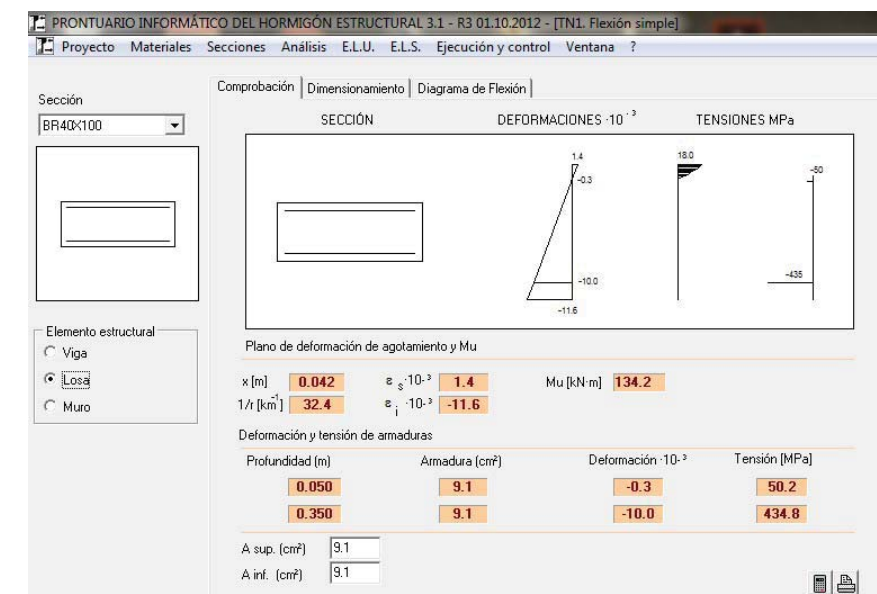 PRONTUARIO INFORMÁTICO DEL HORMIGÓN ESTRUCTURAL 3.1 - R3 01.10.2012 - [TN1. Flexión simple]
Proyecto Materiales Secciones Análisis E.L.U. E.L.S. Ejecución y control Ventana ?
Comprobación Dimensionamiento Diagrama de Flexión
Sección
BR40X100
SECCIÓN DEFORMACIONES ·10⁻³ TENSIONES MPa
1.4 18.0
-0.3 -50
-10.0 -435
-11.6
Elemento estructural
Viga
Losa
Muro
Plano de deformación de agotamiento y Mu
x [m] 0.042 ε s ·10-³ 1.4 Mu [kN·m] 134.2
1/r [km⁻¹] 32.4 ε i ·10-³ -11.6
Deformación y tensión de armaduras
Profundidad (m) Armadura (cm²) Deformación ·10-³ Tensión [MPa]
0.050 9.1 -0.3 50.2
0.350 9.1 -10.0 434.8
A sup. (cm²) 9.1
A inf. (cm²) 9.1